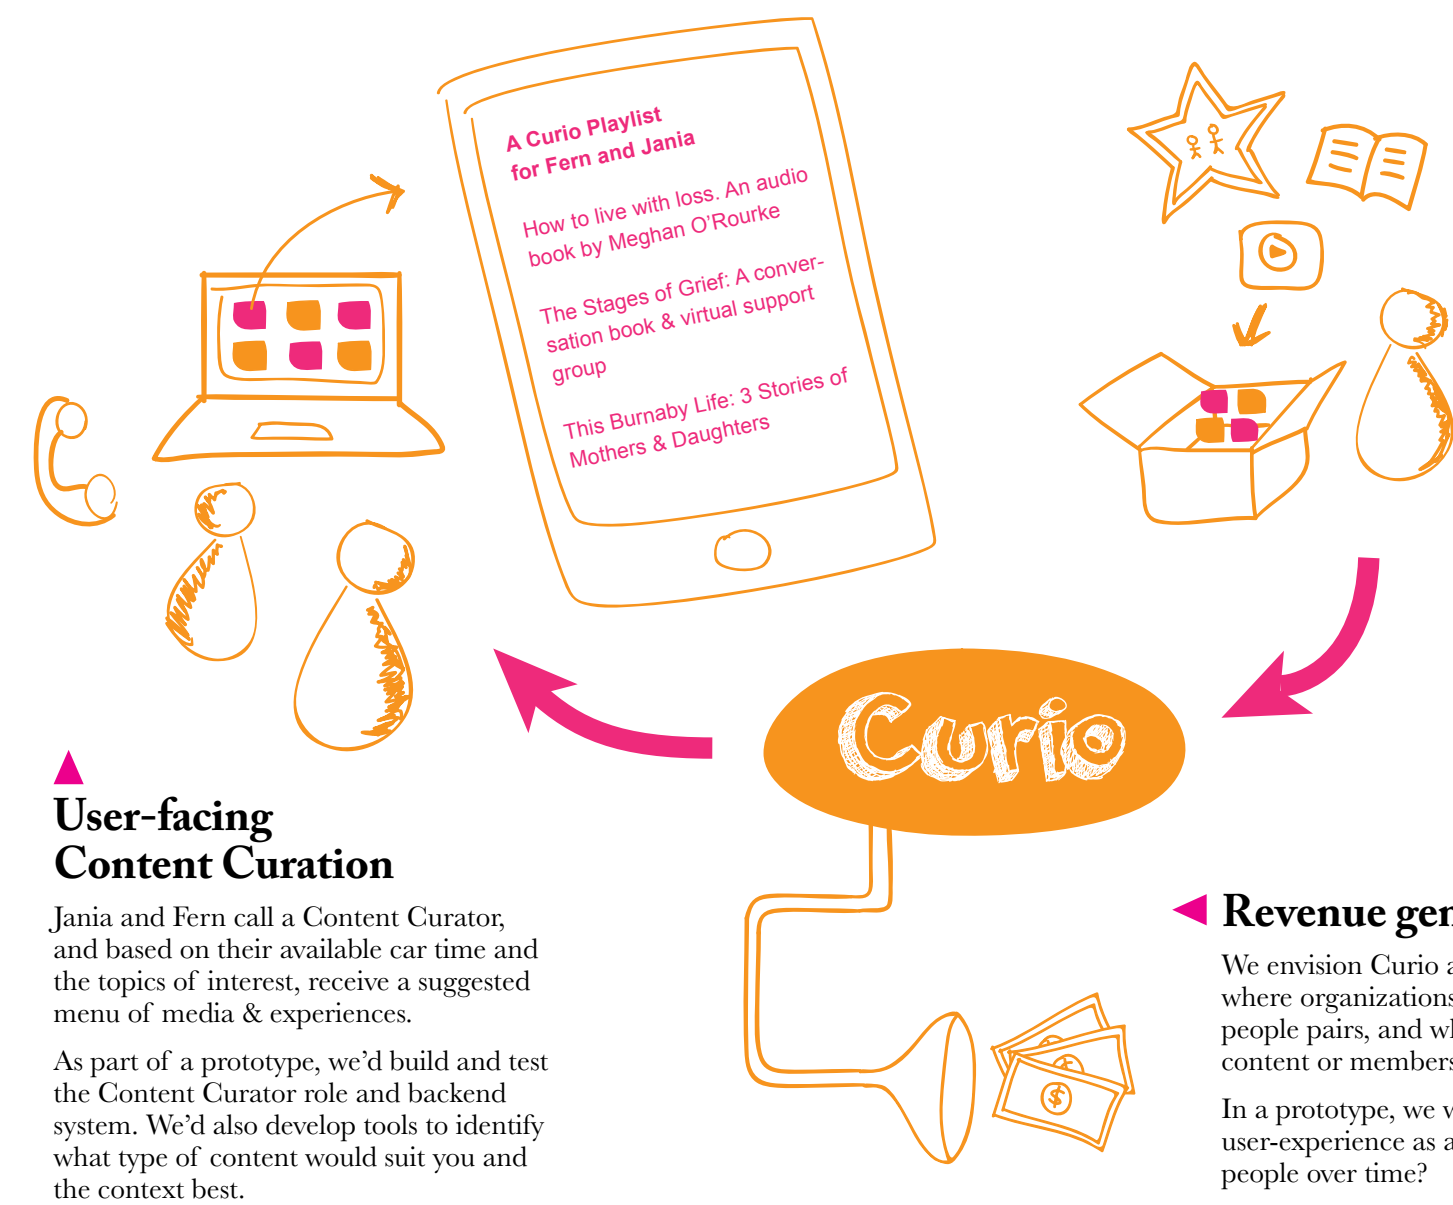 A Curio Playlist
for Fern and Jania
How to live with loss. An audio
book by Meghan O'Rourke
The Stages of Grief: A conver-
sation book & virtual support
group
This Burnaby Life: 3 Stories of
Mothers & Daughters
Curio
$
User-facing
Content Curation
Jania and Fern call a Content Curator,
and based on their available car time and
the topics of interest, receive a suggested
menu of media & experiences.
As part of a prototype, we'd build and test
the Content Curator role and backend
system. We'd also develop tools to identify
what type of content would suit you and
the context best.
Revenue
We envision Curio
where organizations
people pairs, and
content or
In a prototype, we
user-experience as
people over time?